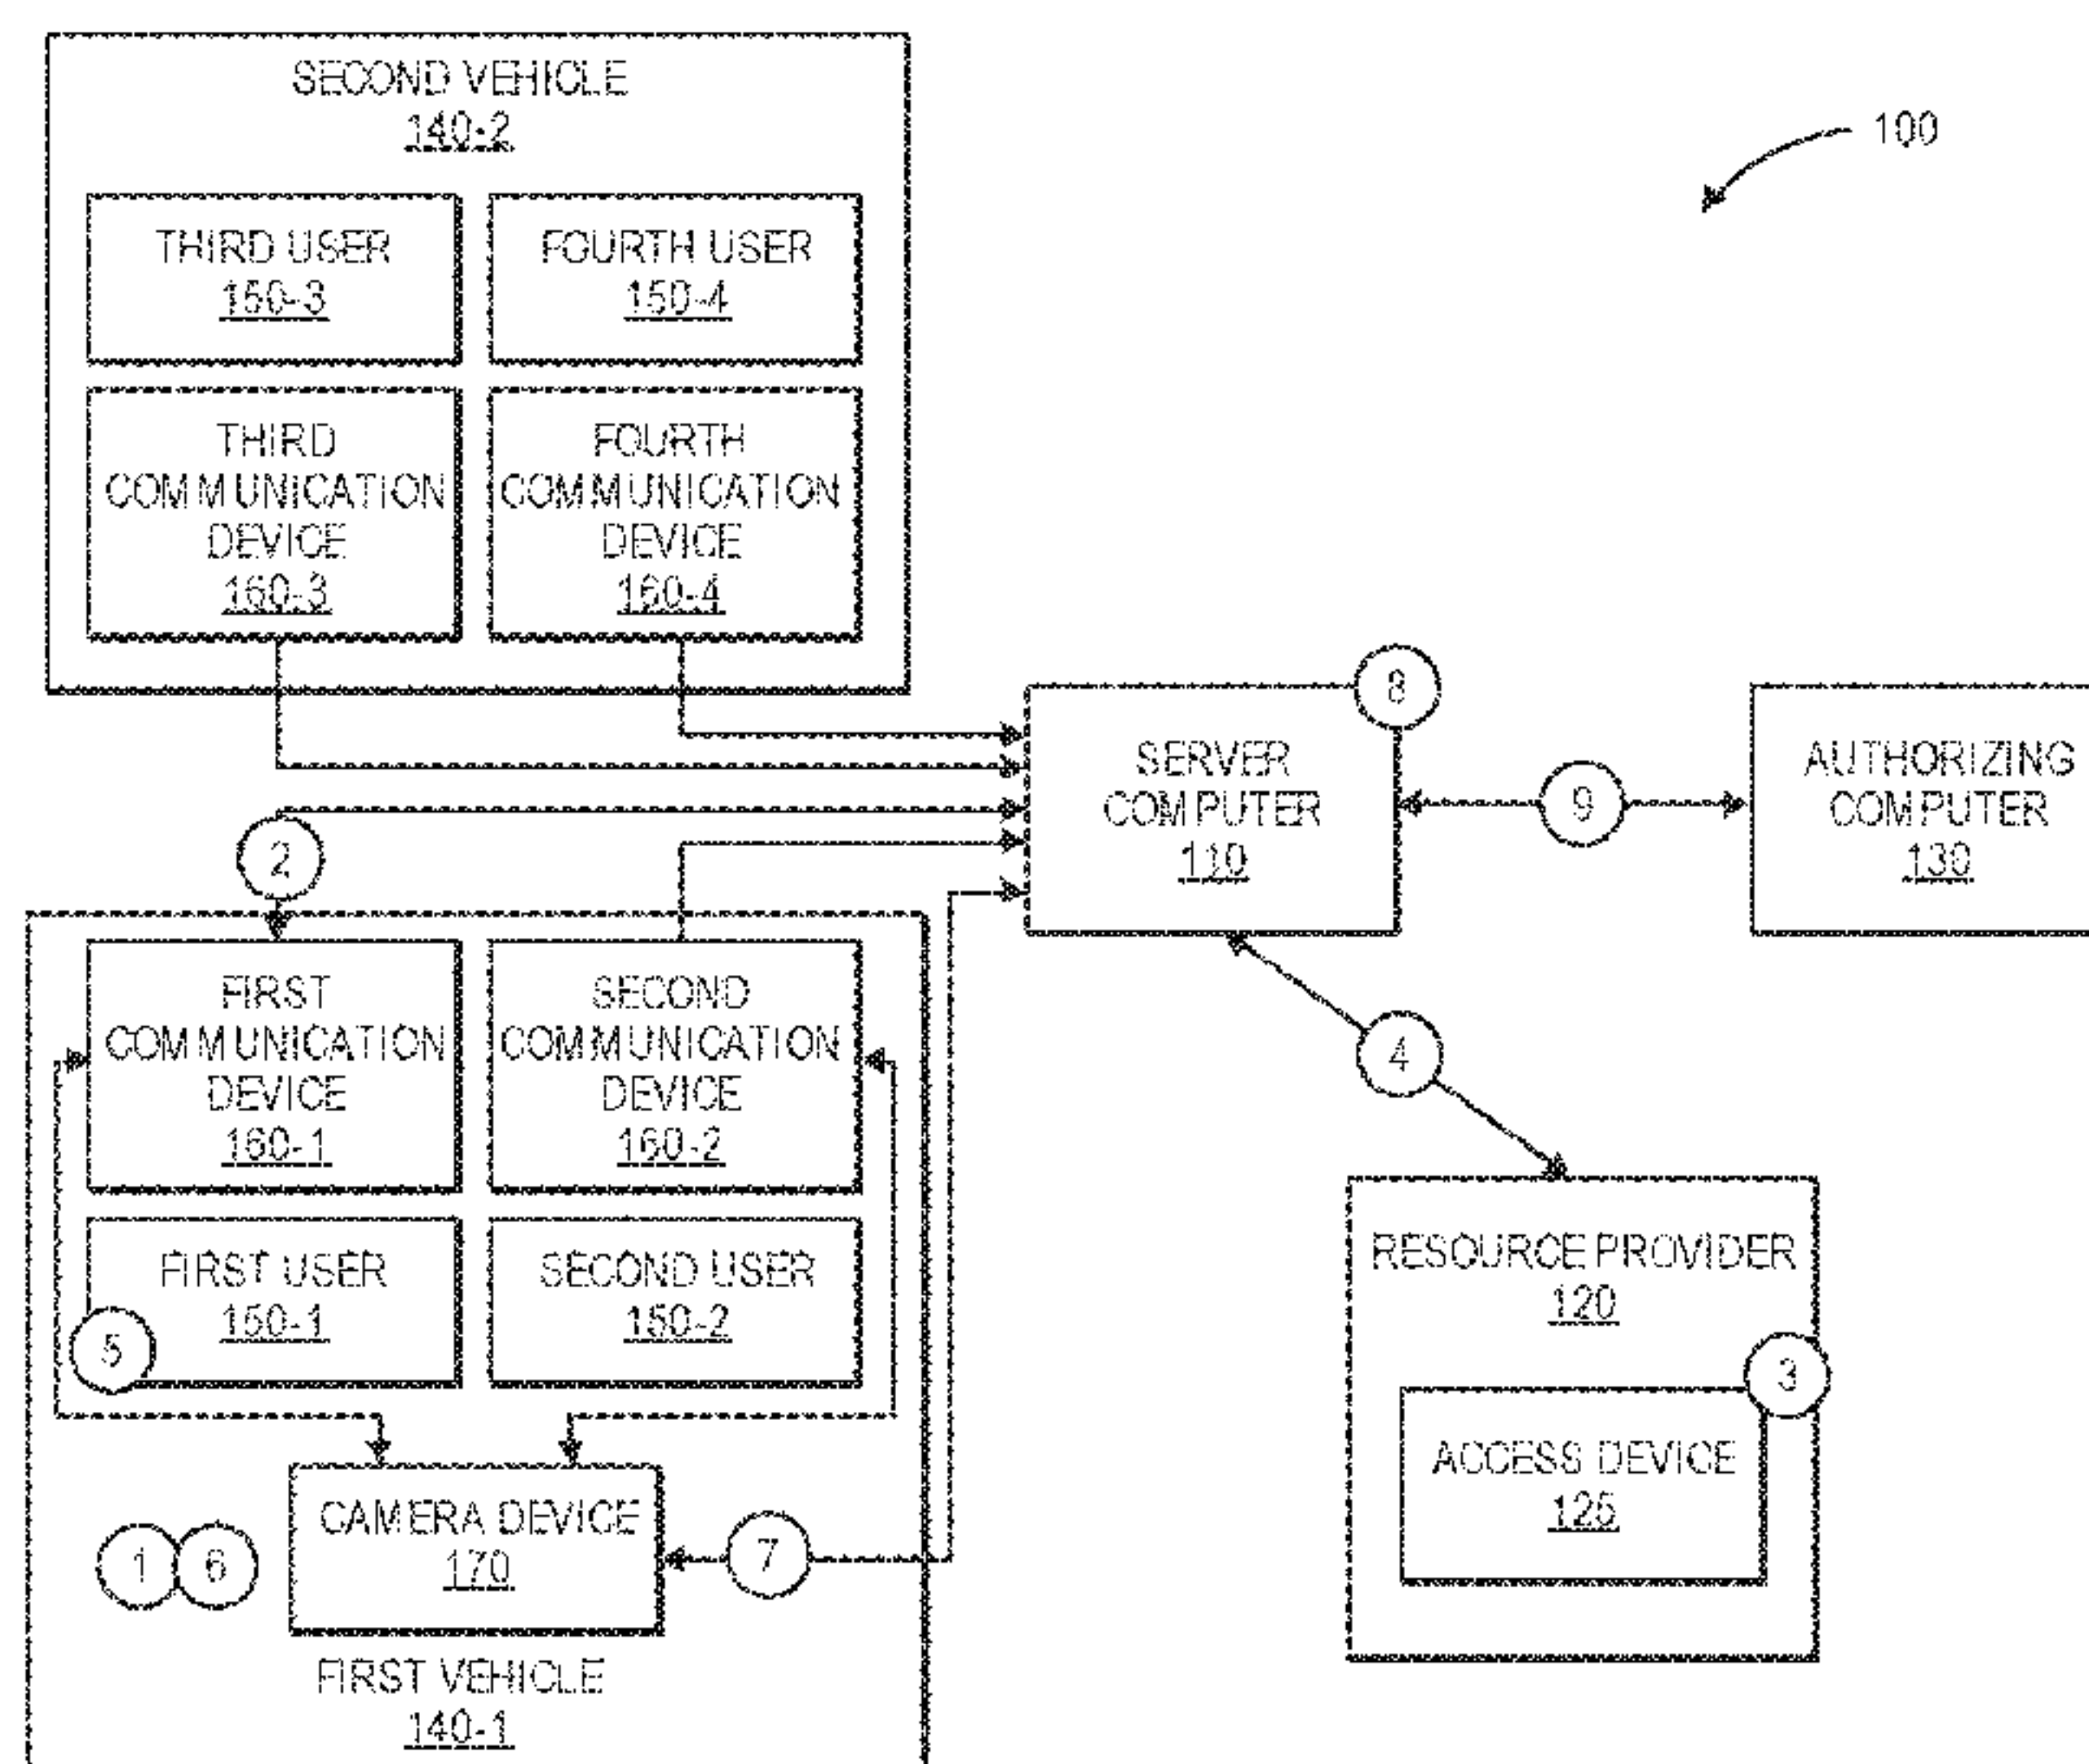 SECOND VEHICLE
140-2
100
THIRD USER
150-3
FOURTH USER
150-4
THIRD
COMMUNICATION
DEVICE
160-3
FOURTH
COMMUNICATION
DEVICE
160-4
8
SERVER
COMPUTER
110
9
AUTHORIZING
COMPUTER
130
2
FIRST
COMMUNICATION
DEVICE
160-1
SECOND
COMMUNICATION
DEVICE
160-2
4
FIRST USER
150-1
5
SECOND USER
150-2
RESOURCE PROVIDER
120
3
ACCESS DEVICE
125
1
6
CAMERA DEVICE
170
7
FIRST VEHICLE
140-1